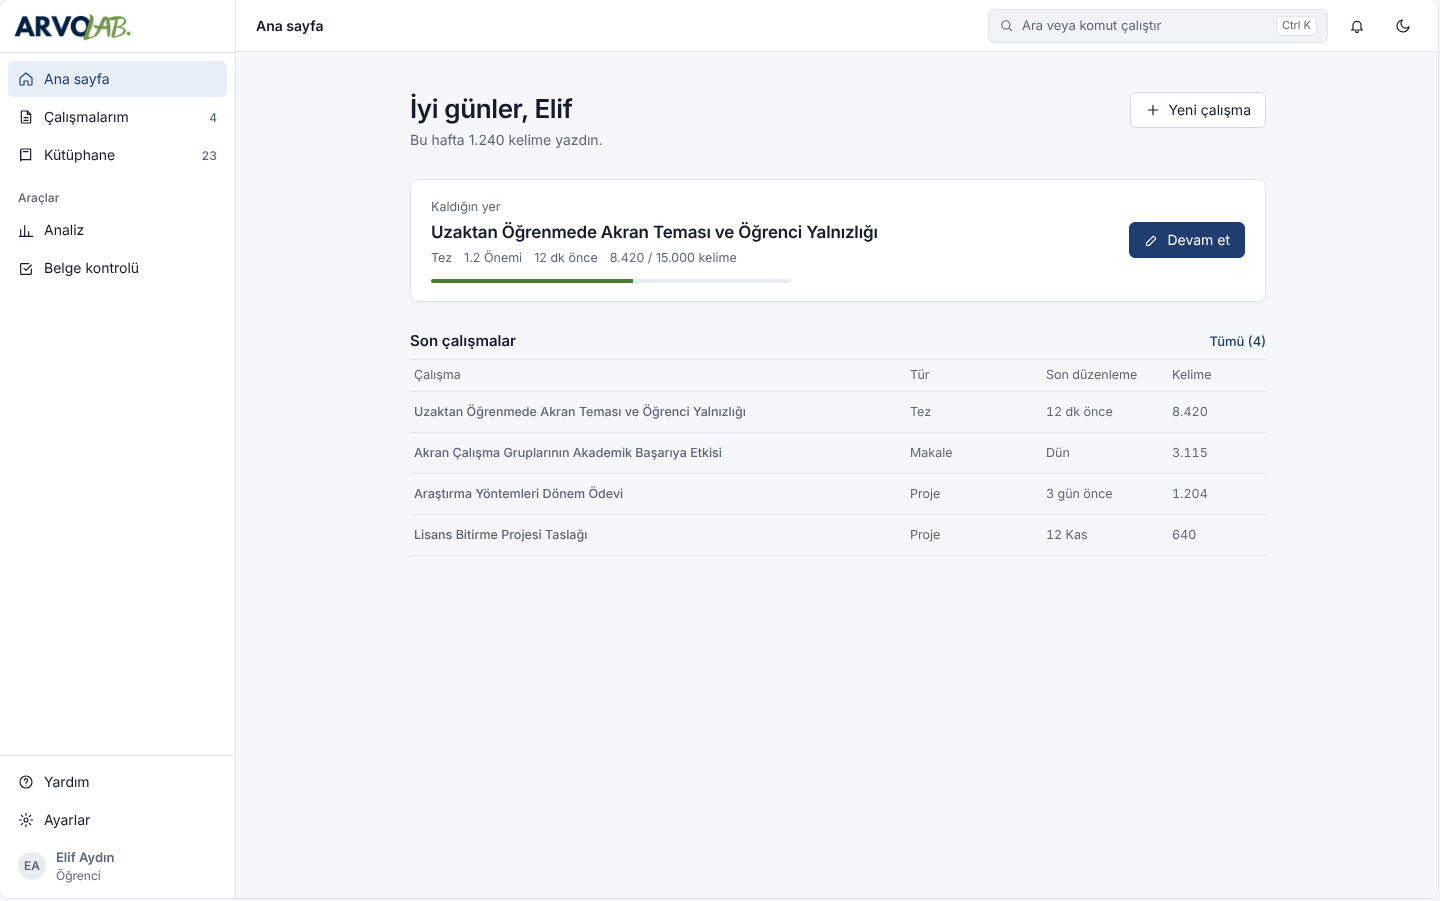 ARVOLAB.
Ana sayfa
Ara veya komut çalıştır
Ctrl K
Ana sayfa
Çalışmalarım 4
Kütüphane 23
Araçlar
Analiz
Belge kontrolü
İyi günler, Elif
Bu hafta 1.240 kelime yazdın.
Yeni çalışma
Kaldığın yer
Uzaktan Öğrenmede Akran Teması ve Öğrenci Yalnızlığı
Tez 1.2 Önemi 12 dk önce 8.420 / 15.000 kelime
Devam et
Son çalışmalar
Tümü (4)
Çalışma Tür Son düzenleme Kelime
Uzaktan Öğrenmede Akran Teması ve Öğrenci Yalnızlığı Tez 12 dk önce 8.420
Akran Çalışma Gruplarının Akademik Başarıya Etkisi Makale Dün 3.115
Araştırma Yöntemleri Dönem Ödevi Proje 3 gün önce 1.204
Lisans Bitirme Projesi Taslağı Proje 12 Kas 640
Yardım
Ayarlar
EA
Elif Aydın
Öğrenci